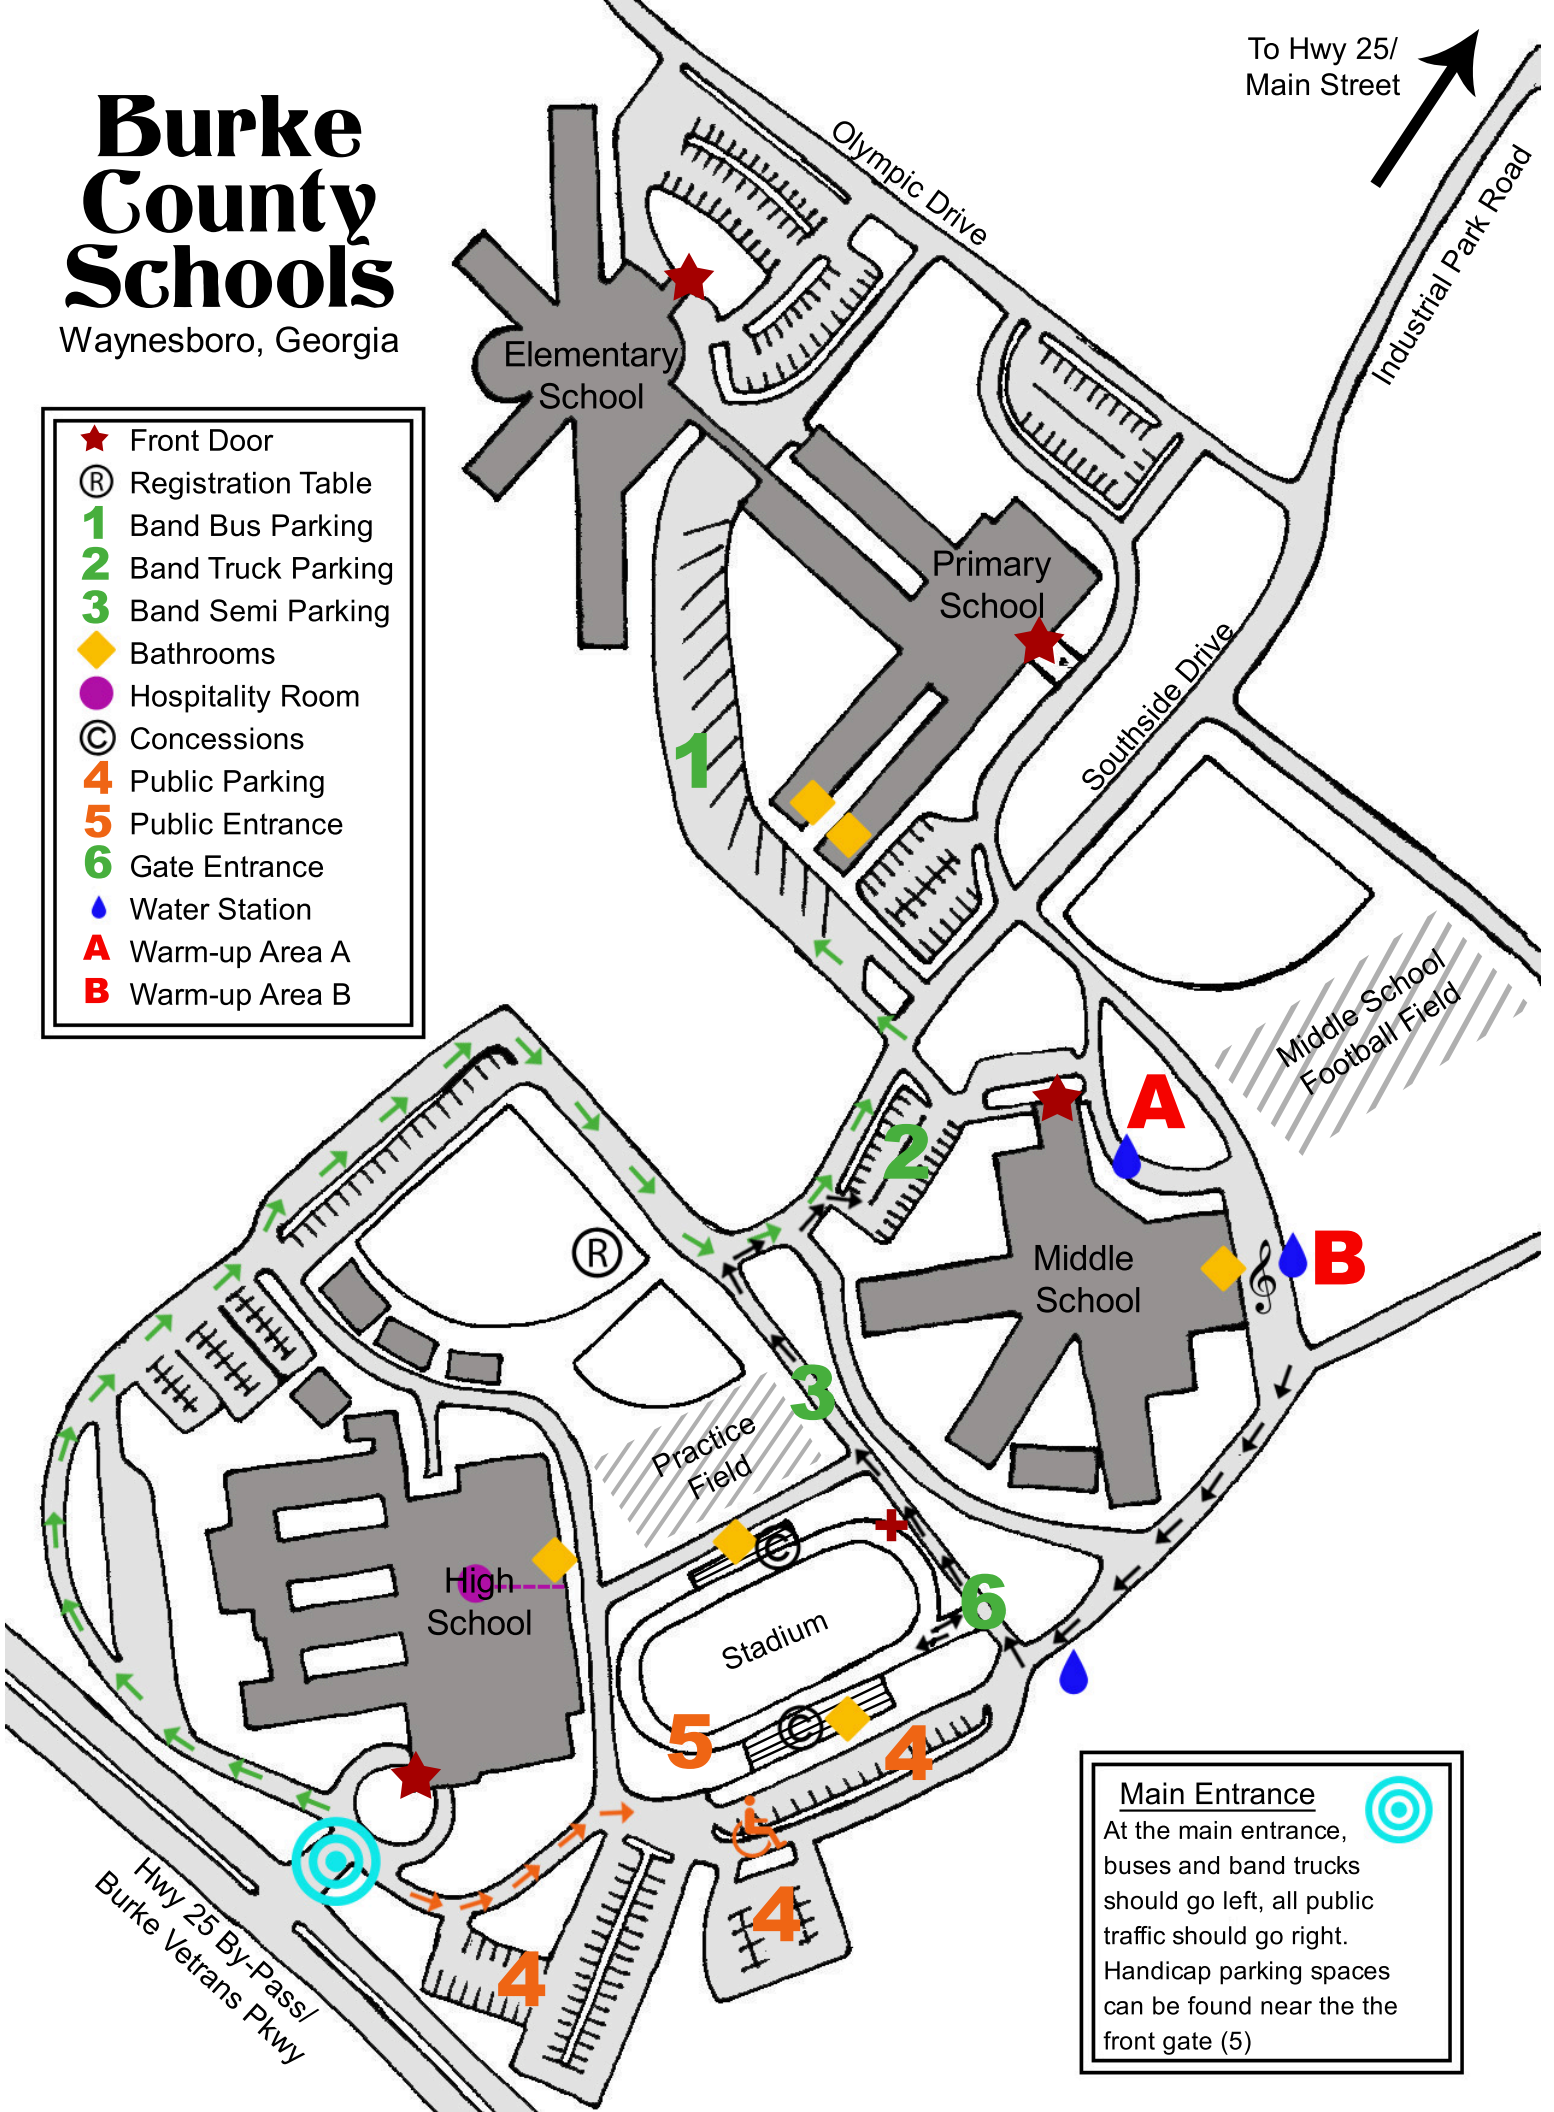 Burke
County
Schools
Waynesboro, Georgia
To Hwy 25/
Main Street
Olympic Drive
Industrial Park Road
Elementary
School
Front Door
R Registration Table
1 Band Bus Parking
2 Band Truck Parking
3 Band Semi Parking
Bathrooms
Hospitality Room
C Concessions
4 Public Parking
5 Public Entrance
6 Gate Entrance
Water Station
A Warm-up Area A
B Warm-up Area B
Primary
School
Southside Drive
1
Middle School
Football Field
A
2
R
Middle
School
B
3
Practice
Field
C
High
School
6
Stadium
5
C
4
4
4
Hwy 25 By-Pass/
Burke Vetrans Pkwy
Main Entrance
At the main entrance,
buses and band trucks
should go left, all public
traffic should go right.
Handicap parking spaces
can be found near the the
front gate (5)